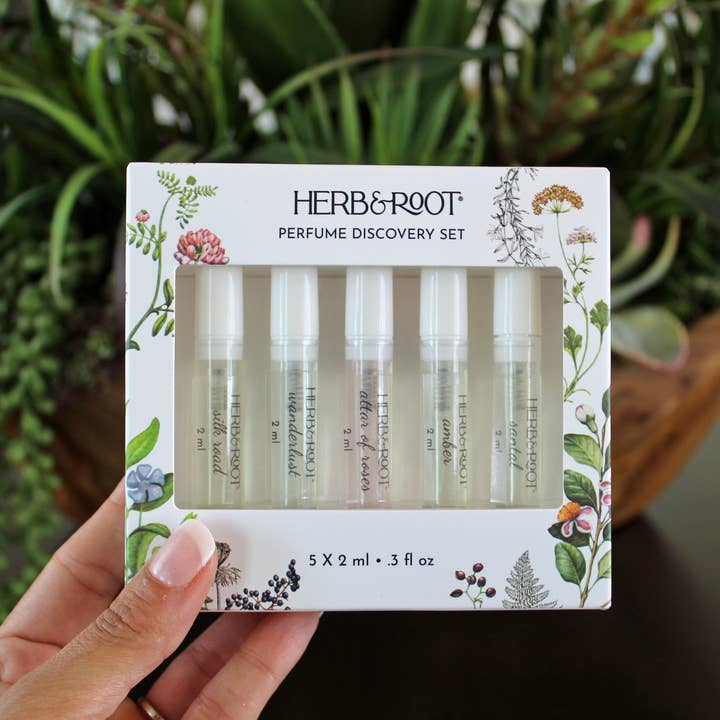 HERB&ROOT®
PERFUME DISCOVERY SET
HERB&ROOT
silk road
2 ml
HERB&ROOT
wanderlust
2 ml
HERB&ROOT
attar of roses
2 ml
HERB&ROOT
amber
2 ml
HERB&ROOT
santal
2 ml
5 X 2 ml • .3 fl oz